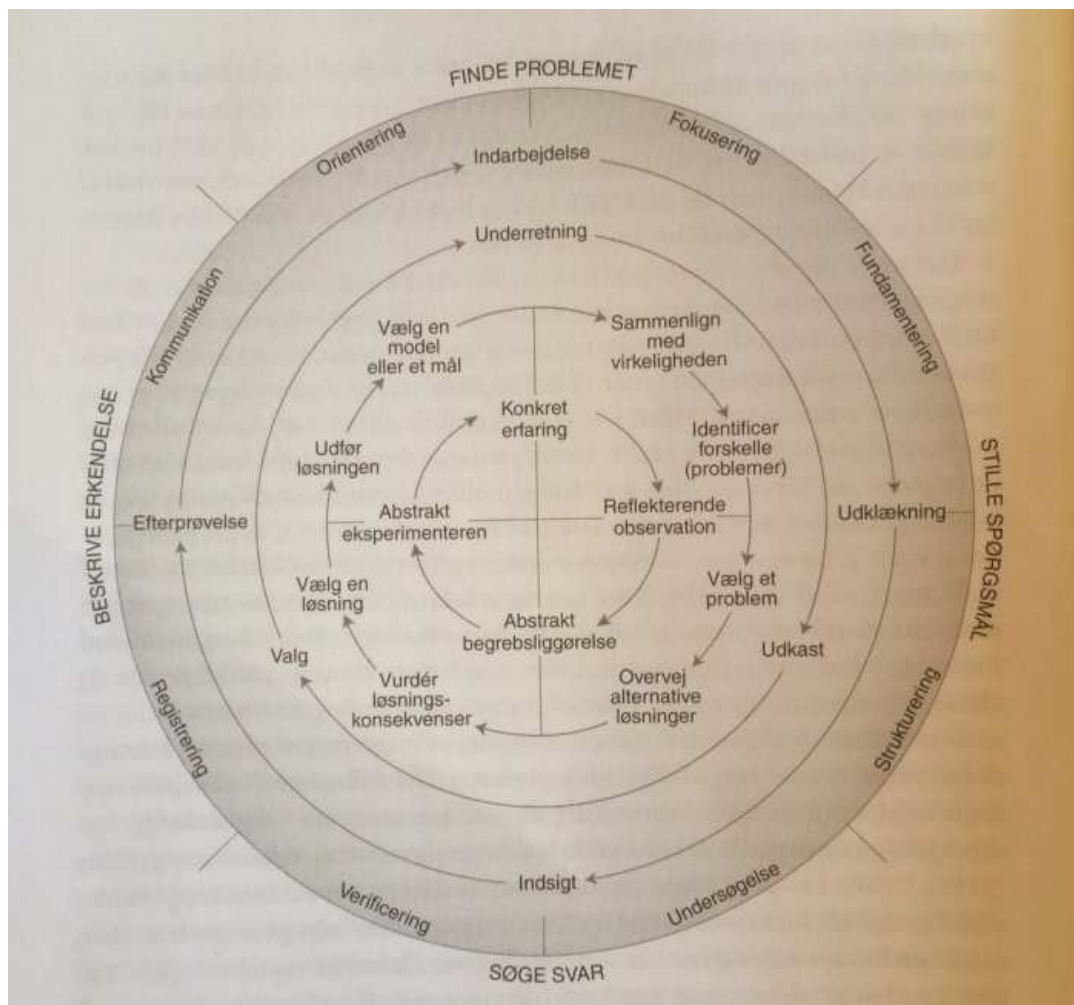 FINDE PROBLEMET
Orientering
Fokusering
Indarbejdelse
Underretning
Kommunikation
Fundamentering
Vælg en
model
eller et mål
Sammenlign
med
virkeligheden
Konkret
erfaring
Identificer
forskelle
(problemer)
Udfør
løsningen
BESKRIVE ERKENDELSE
STILLE SPØRGSMÅL
Efterprøvelse
Abstrakt
eksperimenteren
Reflekterende
observation
Udklækning
Vælg en
løsning
Vælg et
problem
Abstrakt
begrebsliggørelse
Valg
Udkast
Vurdér
løsnings-
konsekvenser
Overvej
alternative
løsninger
Registrering
Strukturering
Indsigt
Verificering
Undersøgelse
SØGE SVAR